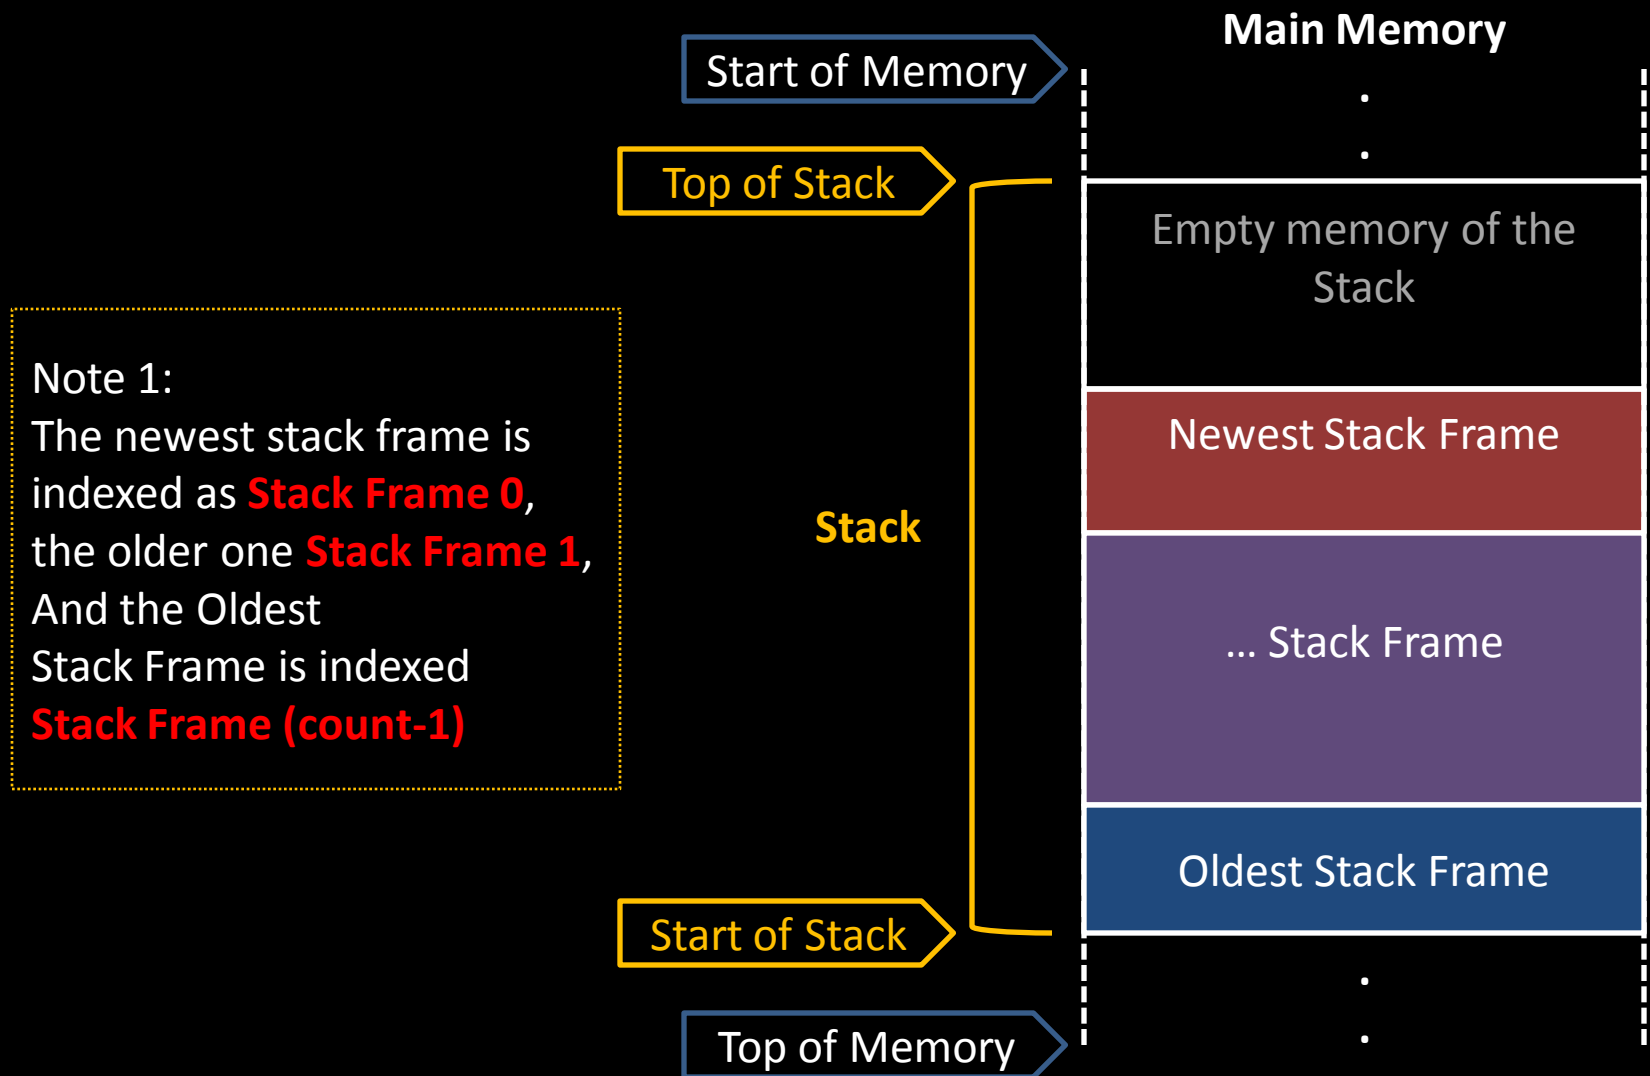 Main Memory
Start of Memory
.
.
Top of Stack
Empty memory of the
Stack
Note 1:
The newest stack frame is
indexed as Stack Frame 0,
the older one Stack Frame 1,
And the Oldest
Stack Frame is indexed
Stack Frame (count-1)
Newest Stack Frame
Stack
... Stack Frame
Oldest Stack Frame
Start of Stack
.
.
Top of Memory